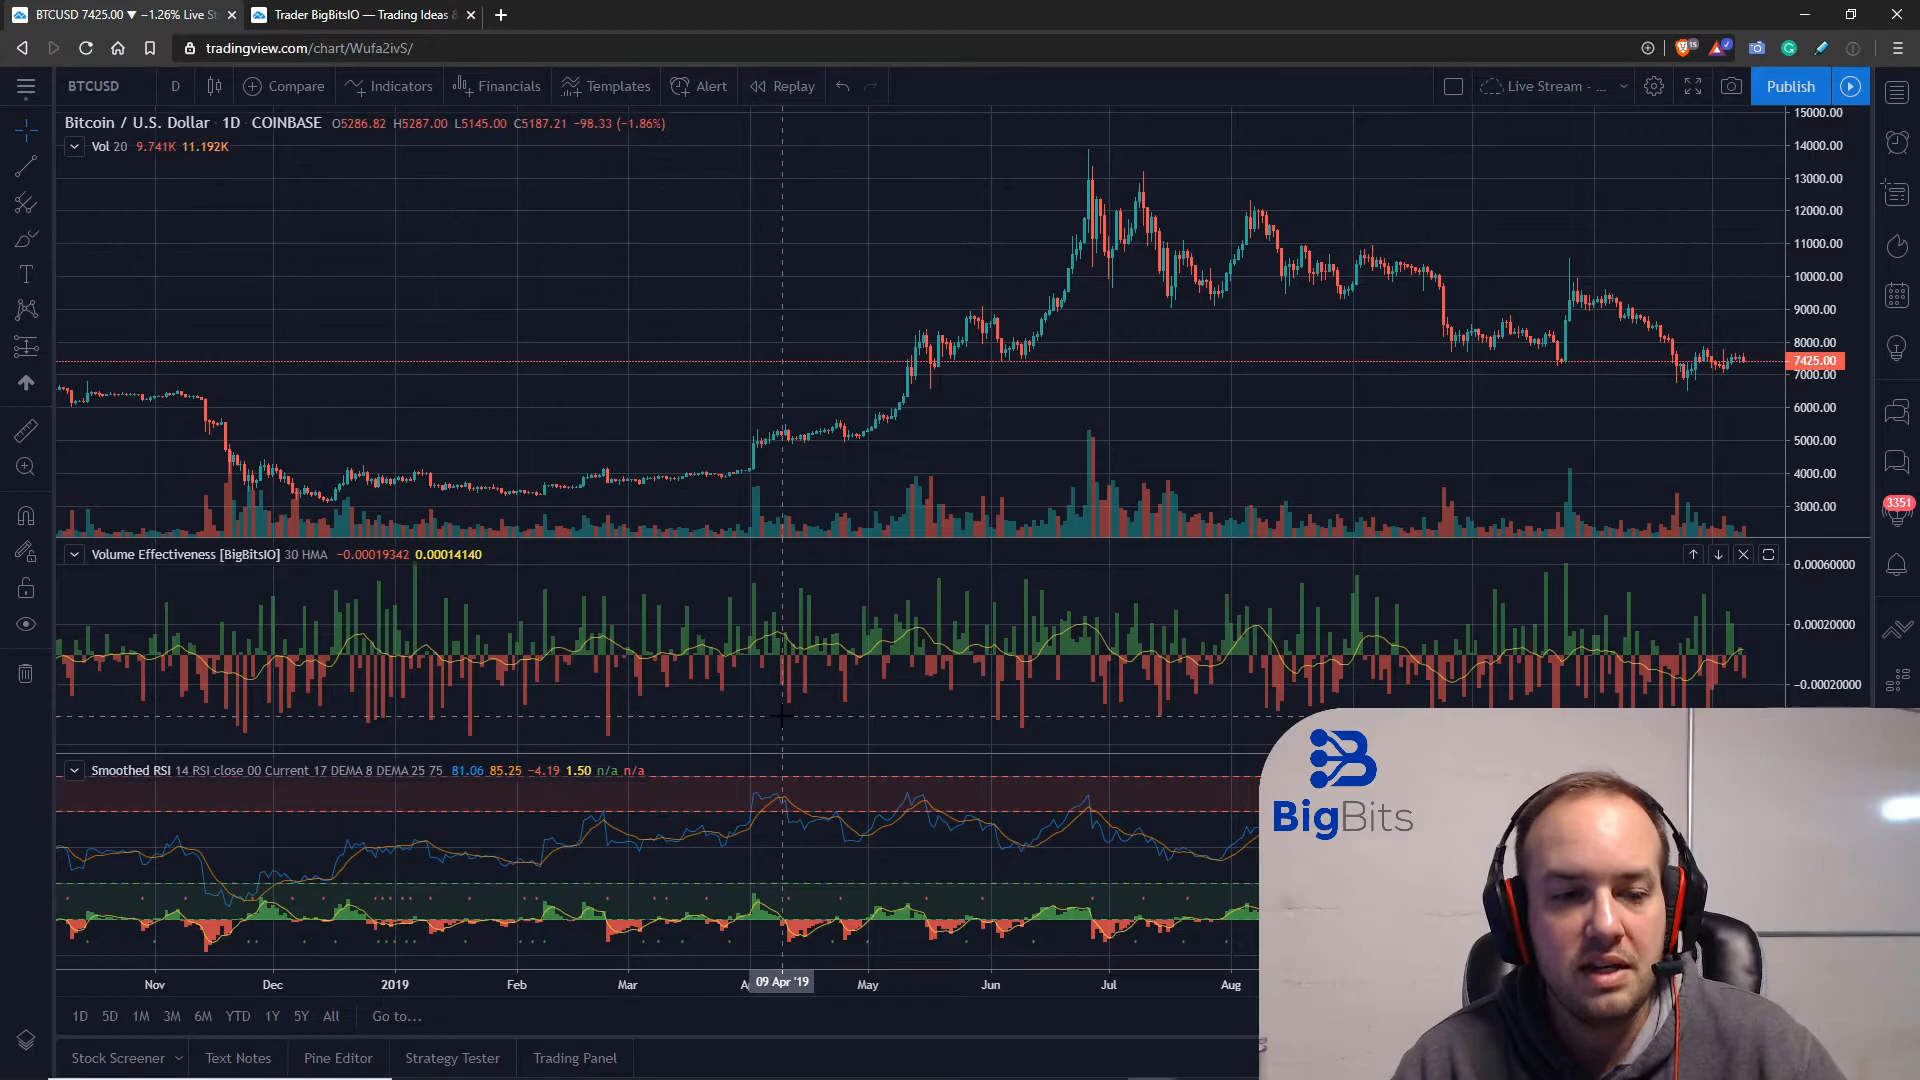 BTCUSD 7425.00 ▼ −1.26% Live St
Trader BigBitsIO — Trading Ideas &
tradingview.com/chart/Wufa2ivS/
15
BTCUSD
D
Compare
Indicators
Financials
Templates
Alert
Replay
Live Stream - ...
Publish
Bitcoin / U.S. Dollar · 1D · COINBASE O5286.82 H5287.00 L5145.00 C5187.21 −98.33 (−1.86%)
Vol 20 9.741K 11.192K
15000.00
14000.00
13000.00
12000.00
11000.00
10000.00
9000.00
8000.00
7425.00
7000.00
6000.00
5000.00
4000.00
3000.00
3351
Volume Effectiveness [BigBitsIO] 30 HMA −0.00019342 0.00014140
0.00060000
0.00020000
−0.00020000
Smoothed RSI 14 RSI close 00 Current 17 DEMA 8 DEMA 25 75 81.06 85.25 −4.19 1.50 n/a n/a
BigBits
Nov Dec 2019 Feb Mar 09 Apr '19 May Jun Jul Aug
1D 5D 1M 3M 6M YTD 1Y 5Y All Go to...
Stock Screener Text Notes Pine Editor Strategy Tester Trading Panel